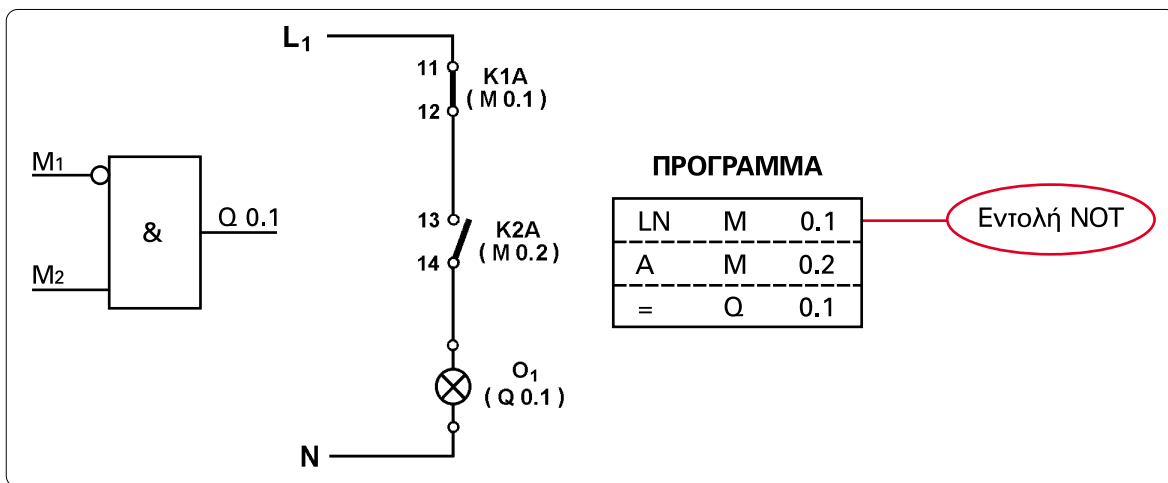 M1
M2
&
Q 0.1
L1
11
12
K1A
( M 0.1 )
13
14
K2A
( M 0.2 )
O1
( Q 0.1 )
N
ΠΡΟΓΡΑΜΜΑ
LN M 0.1
A M 0.2
= Q 0.1
Εντολή NOT